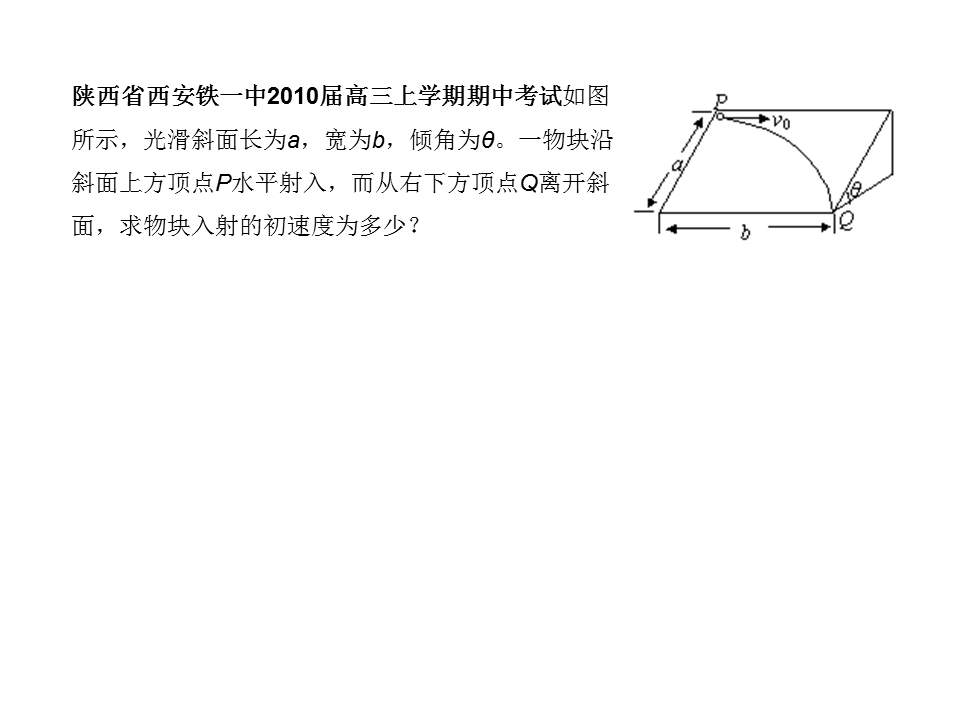 陕西省西安铁一中2010届高三上学期期中考试如图
所示，光滑斜面长为a，宽为b，倾角为θ。一物块沿
斜面上方顶点P水平射入，而从右下方顶点Q离开斜
面，求物块入射的初速度为多少？
P
v0
a
θ
b
Q